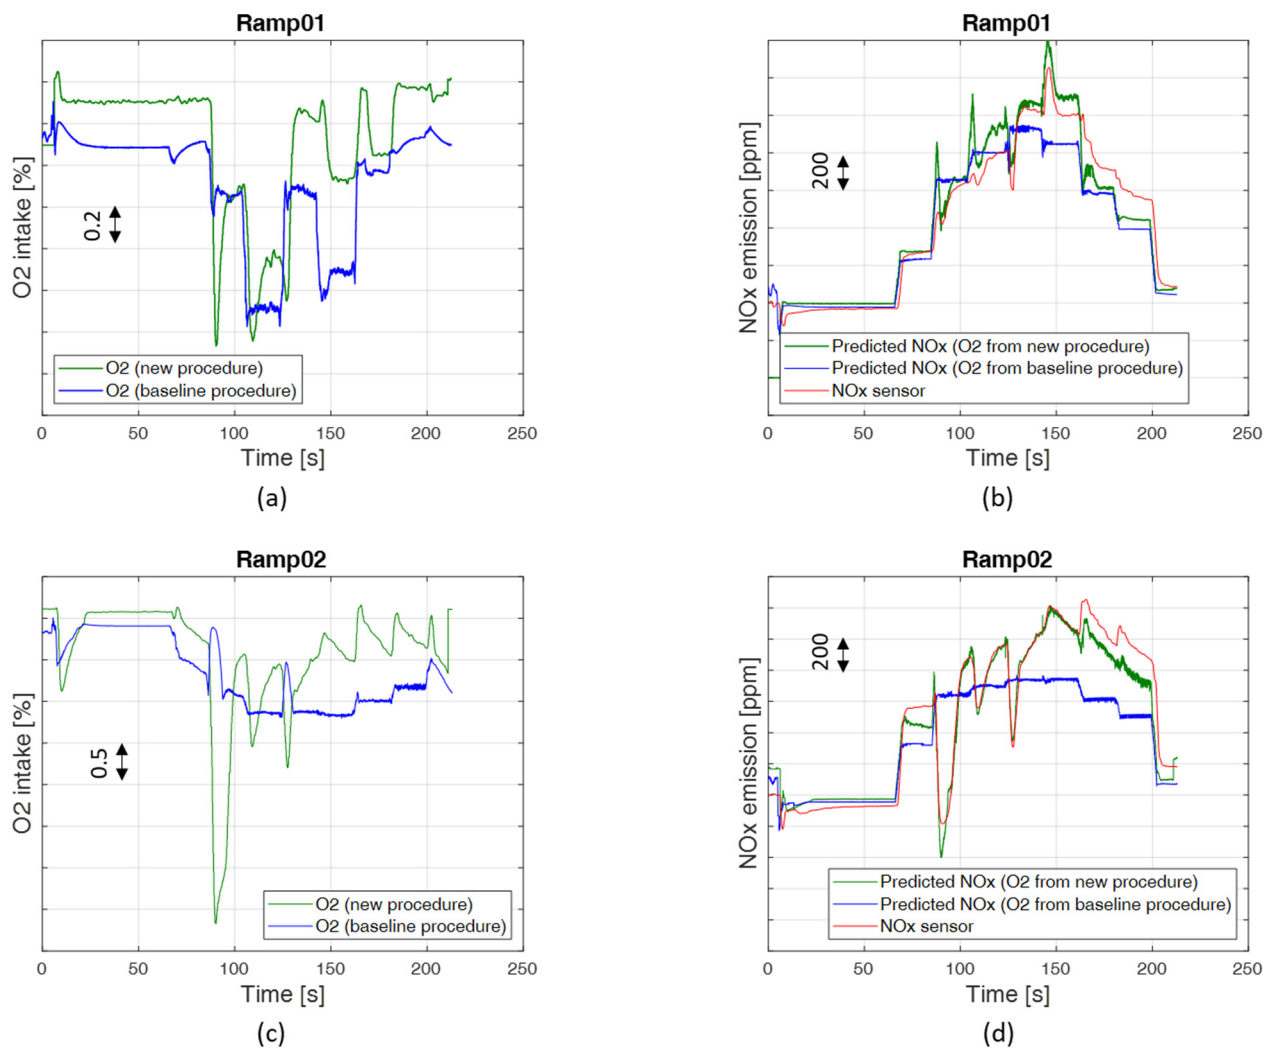 Ramp01
O2 intake [%]
0.2
O2 (new procedure)
O2 (baseline procedure)
0 50 100 150 200 250
Time [s]
(a)
Ramp01
NOx emission [ppm]
200
Predicted NOx (O2 from new procedure)
Predicted NOx (O2 from baseline procedure)
NOx sensor
0 50 100 150 200 250
Time [s]
(b)
Ramp02
O2 intake [%]
0.5
O2 (new procedure)
O2 (baseline procedure)
0 50 100 150 200 250
Time [s]
(c)
Ramp02
NOx emission [ppm]
200
Predicted NOx (O2 from new procedure)
Predicted NOx (O2 from baseline procedure)
NOx sensor
0 50 100 150 200 250
Time [s]
(d)